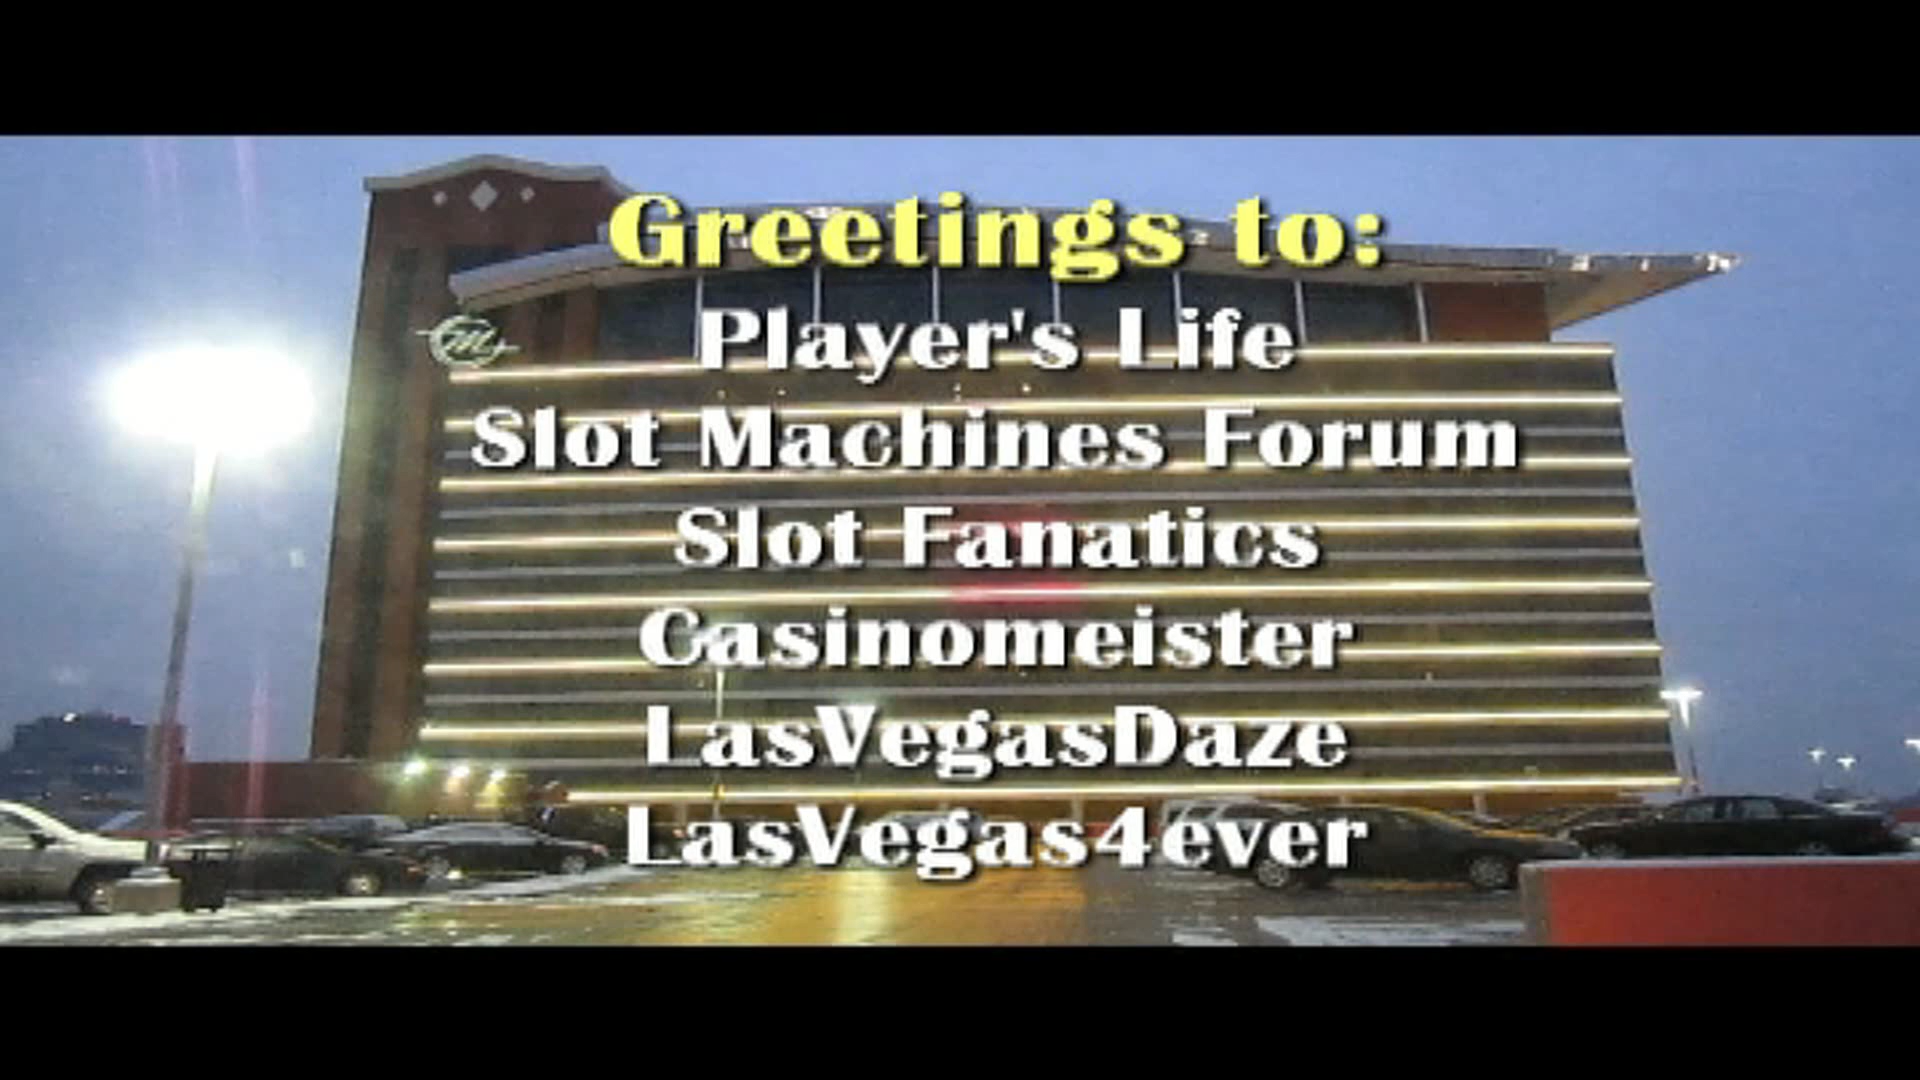 Greetings to:
Player's Life
Slot Machines Forum
Slot Fanatics
Casinomeister
LasVegasDaze
LasVegas4ever